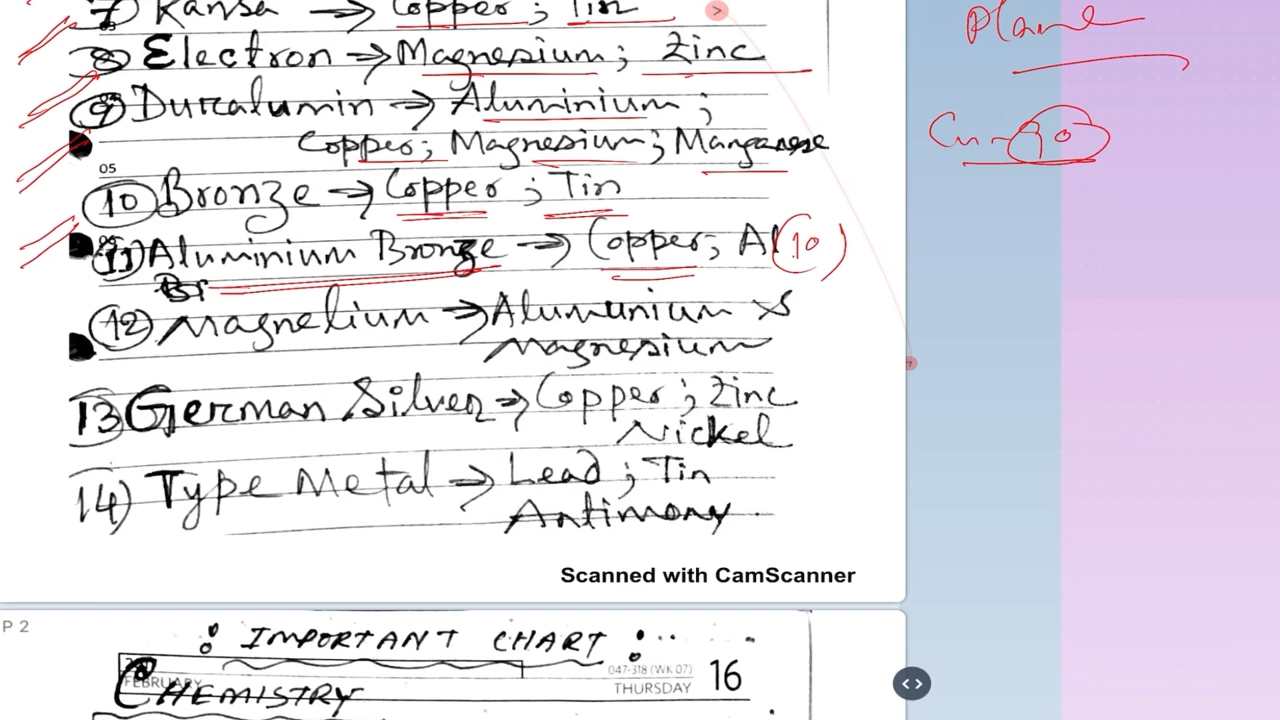 7) Kansa → Copper ; Tin
Plane
8) Electron → Magnesium ; Zinc
9) Duralumin → Aluminium ;
Copper ; Magnesium ; Manganese
Cu - 90
05
10) Bronze → Copper ; Tin
11) Aluminium Bronze → Copper ; Al 10
12) Magnelium → Alumunium &
Magnesium
13) German Silver → Copper ; Zinc
Nickel
14) Type Metal → Lead ; Tin
Antimony .
Scanned with CamScanner
P 2
: IMPORTANT CHART :
047-318 (WK 07)
FEBRUARY
THURSDAY 16
CHEMISTRY